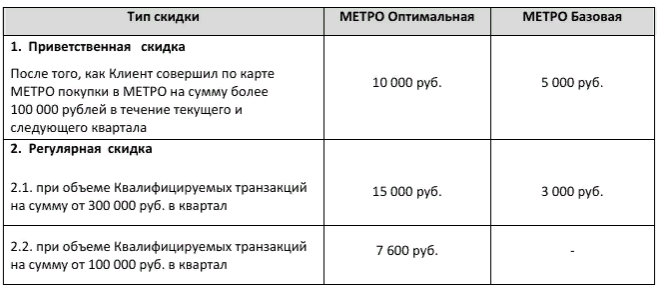 Тип скидки
МЕТРО Оптимальная
МЕТРО Базовая
1. Приветственная скидка
После того, как Клиент совершил по карте
МЕТРО покупки в МЕТРО на сумму более
100 000 рублей в течение текущего и
следующего квартала
10 000 руб.
5 000 руб.
2. Регулярная скидка
2.1. при объеме Квалифицируемых транзакций
на сумму от 300 000 руб. в квартал
15 000 руб.
3 000 руб.
2.2. при объеме Квалифицируемых транзакций
на сумму от 100 000 руб. в квартал
7 600 руб.
-